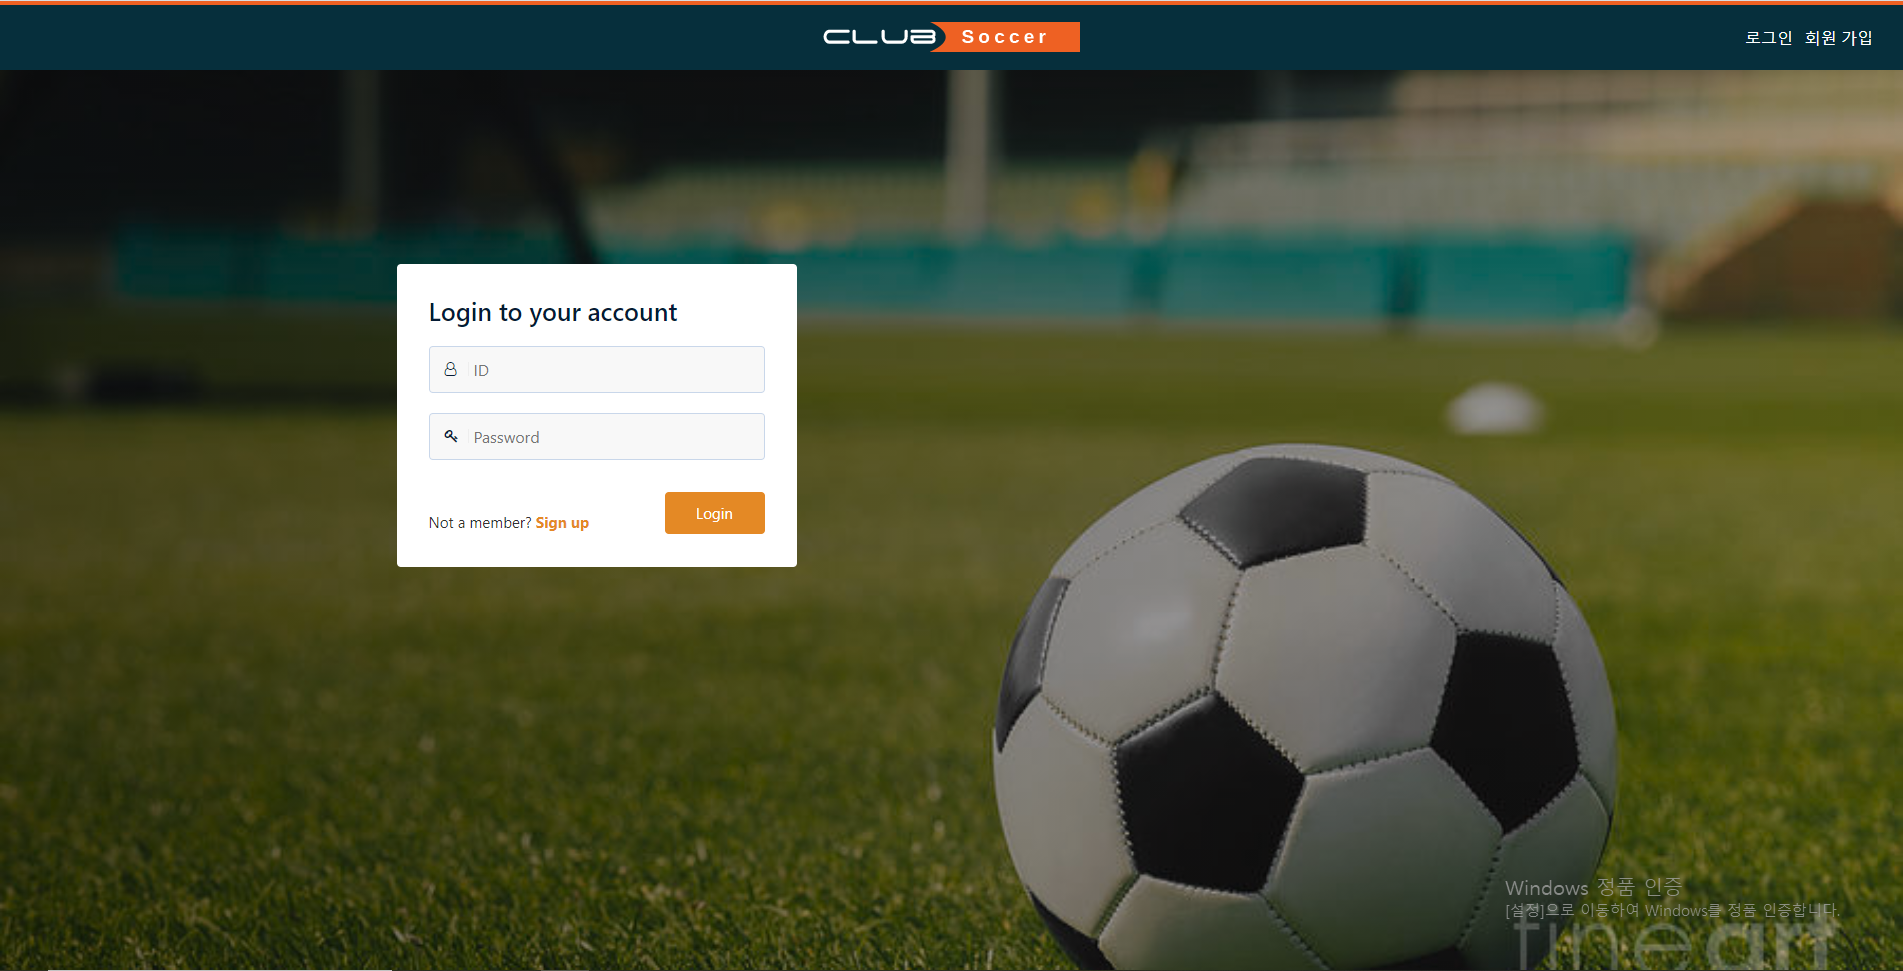 CLUB Soccer
로그인 회원 가입
Login to your account
ID
Password
Not a member? Sign up
Login
Windows 정품 인증
[설정]으로 이동하여 Windows를 정품 인증합니다.
fineart